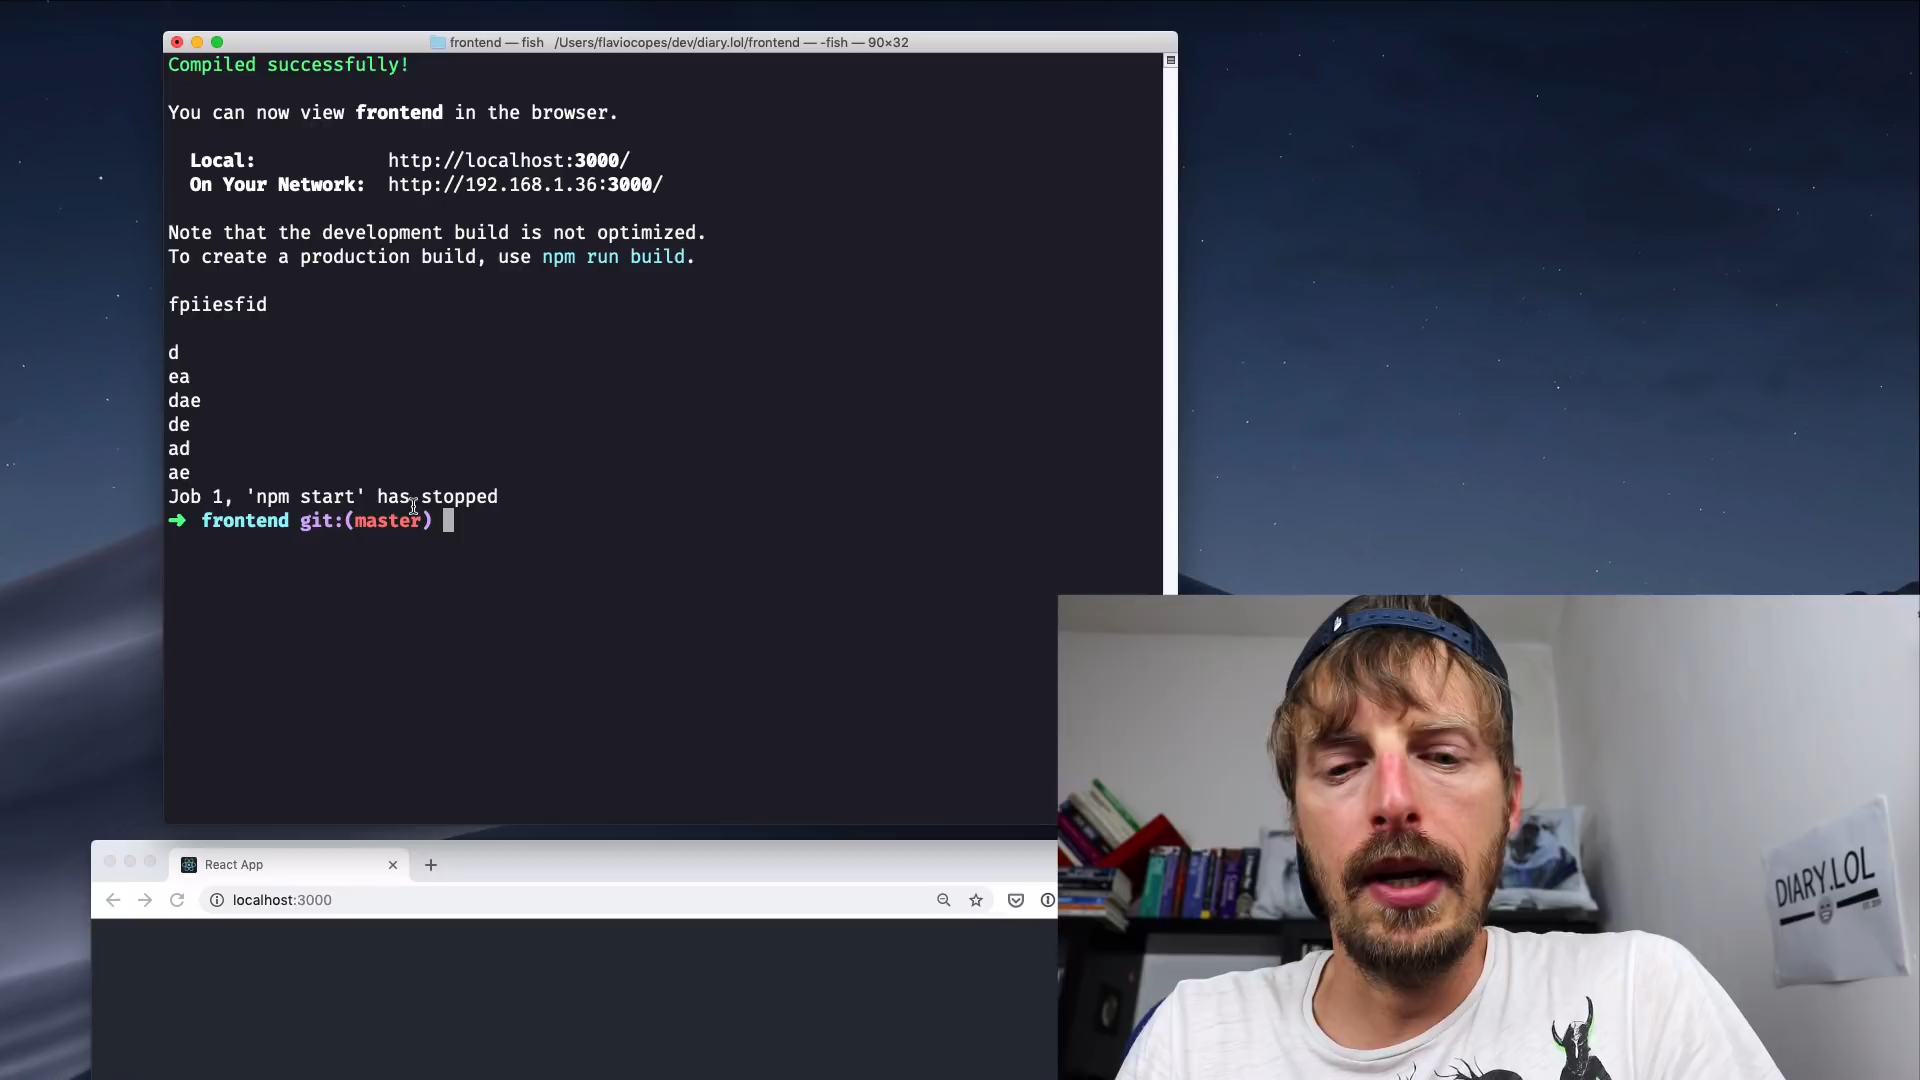 frontend — fish  /Users/flaviocopes/dev/diary.lol/frontend — -fish — 90×32
Compiled successfully!
You can now view frontend in the browser.
Local: http://localhost:3000/
On Your Network: http://192.168.1.36:3000/
Note that the development build is not optimized.
To create a production build, use npm run build.
fpiiesfid
d
ea
dae
de
ad
ae
Job 1, 'npm start' has stopped
➜ frontend git:(master)
React App
localhost:3000
DIARY.LOL